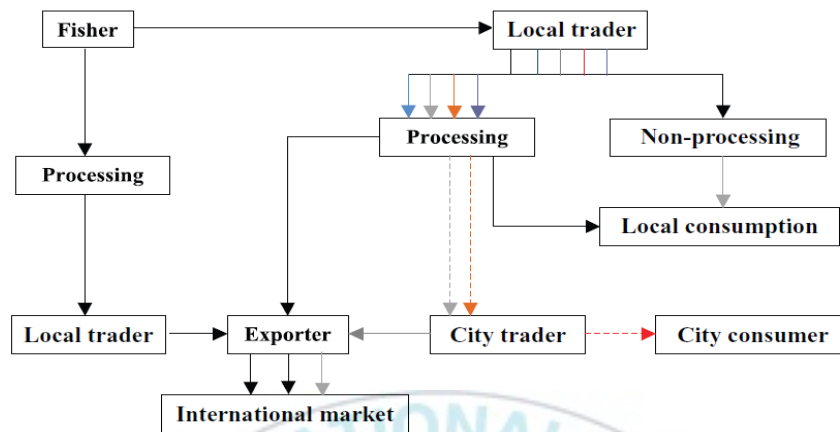 Fisher
Local trader
Processing
Non-processing
Processing
Local consumption
Local trader
Exporter
City trader
City consumer
International market